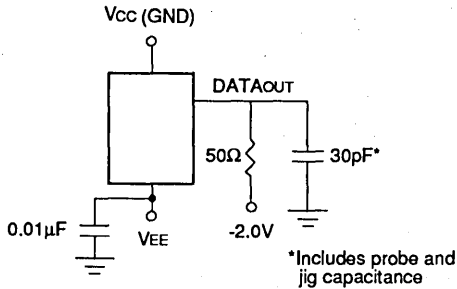 VCC (GND)
DATAOUT
50Ω
30pF*
0.01μF
VEE
-2.0V
*Includes probe and
jig capacitance